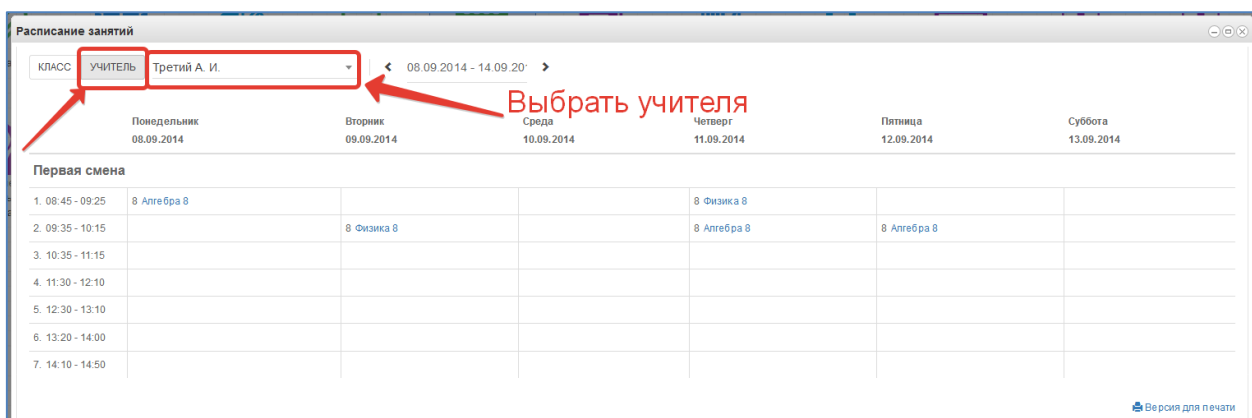 Расписание занятий
КЛАСС УЧИТЕЛЬ Третий А. И. 08.09.2014 - 14.09.20
Выбрать учителя
Понедельник Вторник Среда Четверг Пятница Суббота
08.09.2014 09.09.2014 10.09.2014 11.09.2014 12.09.2014 13.09.2014
Первая смена
1. 08:45 - 09:25 8 Алгебра 8 8 Физика 8
2. 09:35 - 10:15 8 Физика 8 8 Алгебра 8 8 Алгебра 8
3. 10:35 - 11:15
4. 11:30 - 12:10
5. 12:30 - 13:10
6. 13:20 - 14:00
7. 14:10 - 14:50
Версия для печати